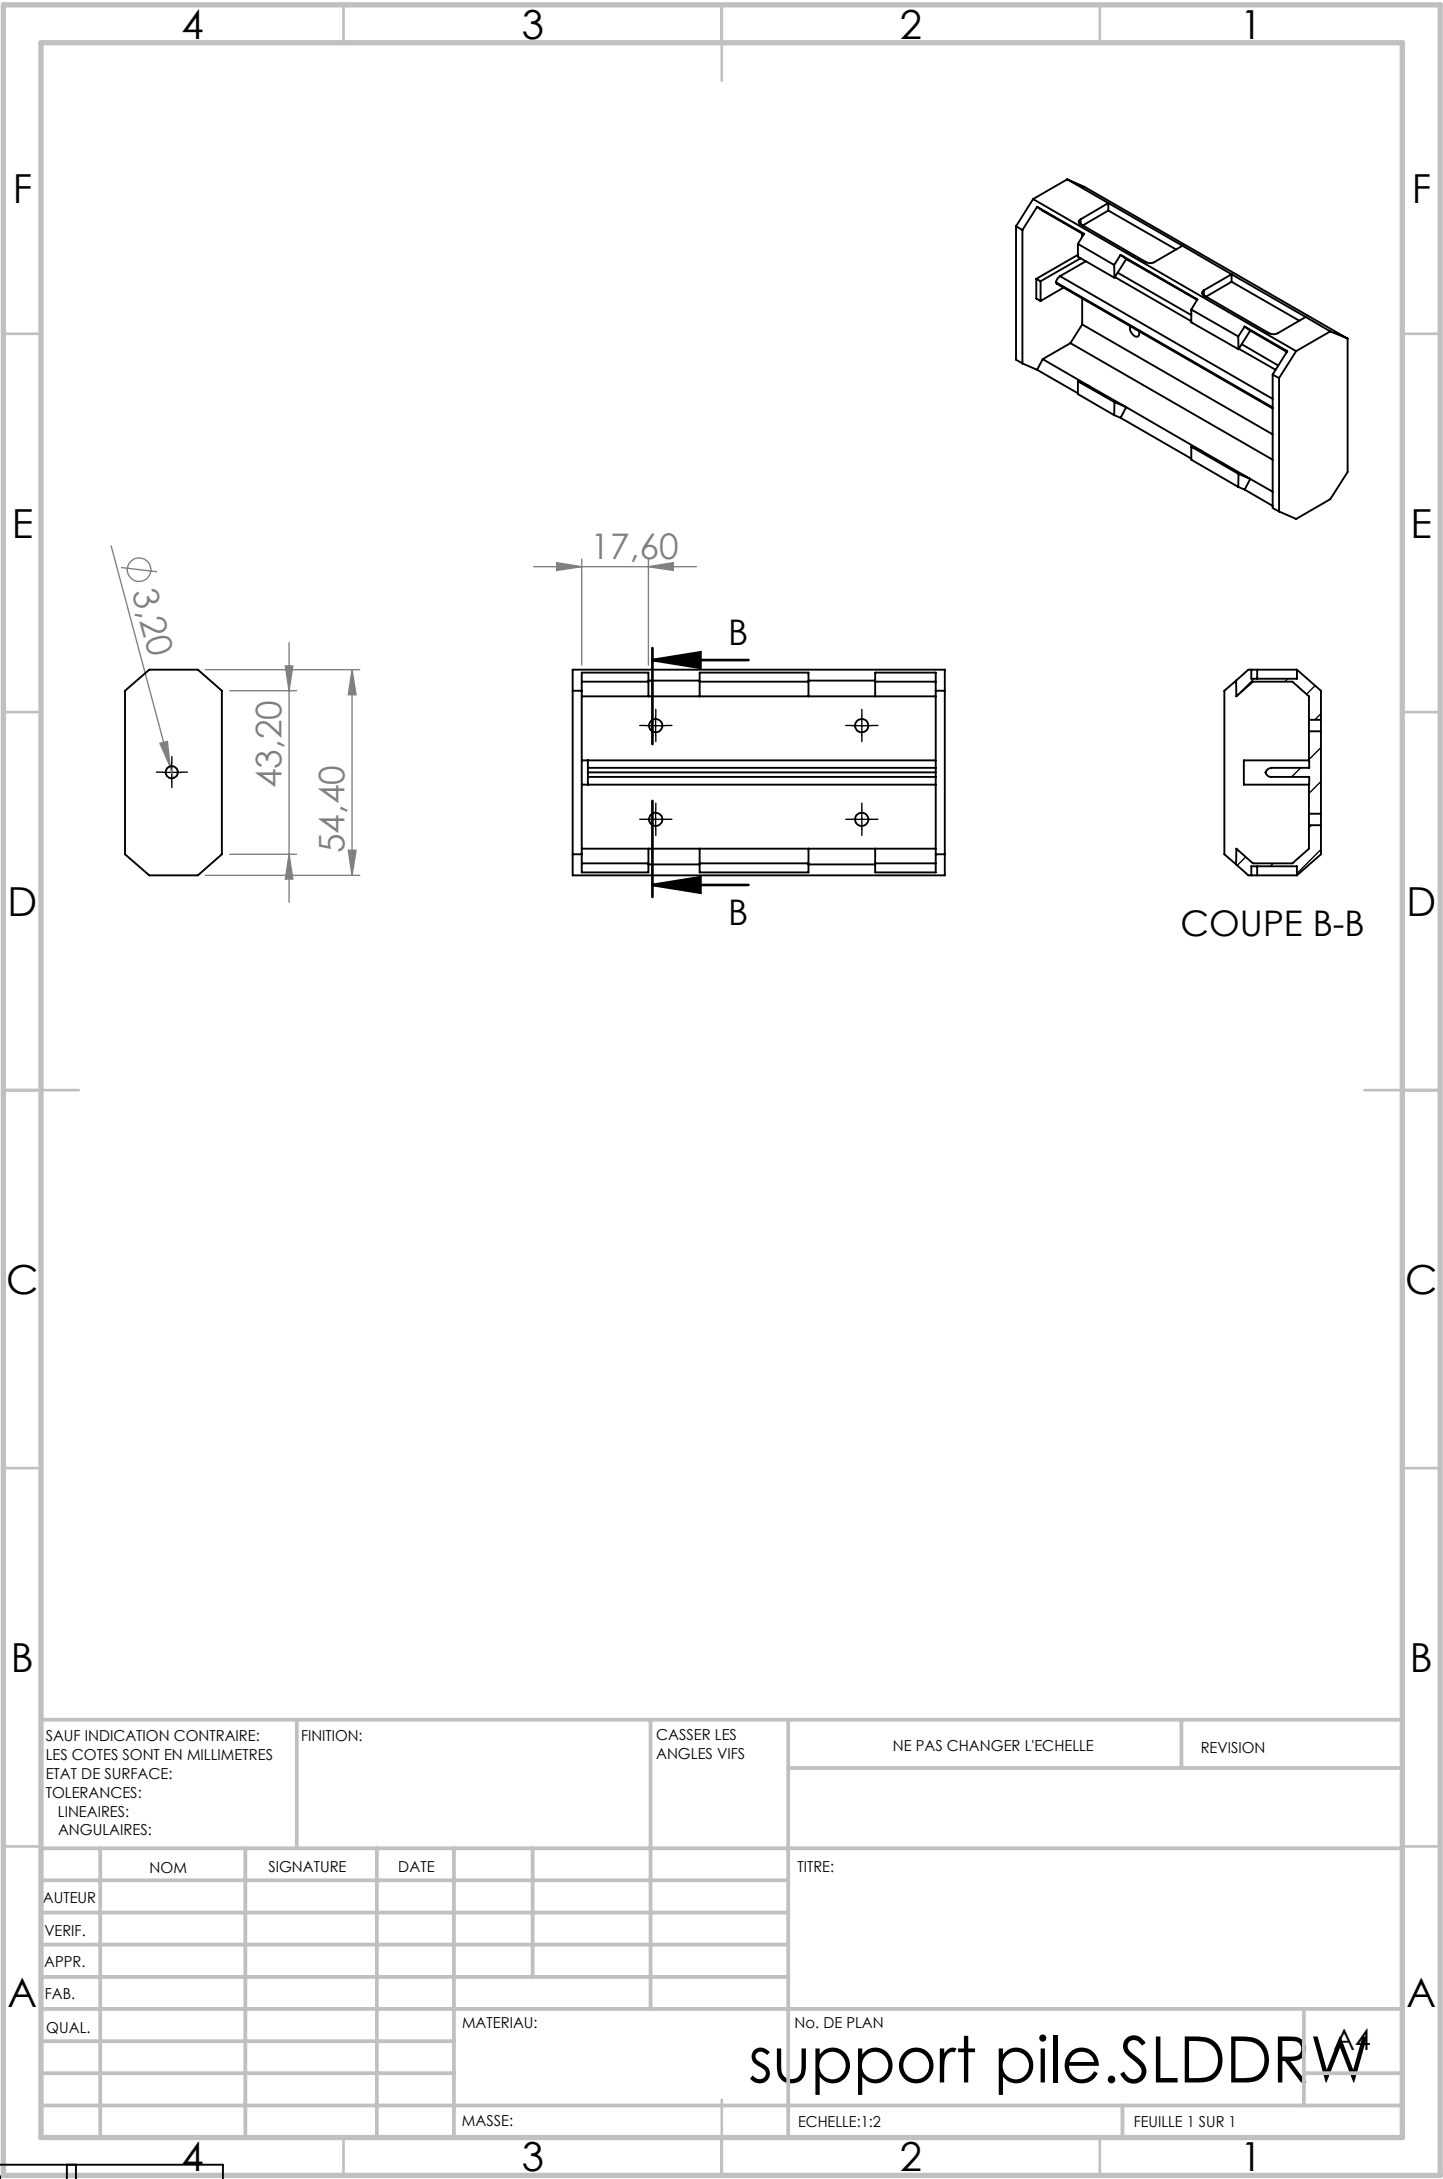 4 3 2 1
F F
E E
17,60
B
⌀ 3,20
43,20
54,40
D D
B
COUPE B-B
C C
B B
SAUF INDICATION CONTRAIRE:
LES COTES SONT EN MILLIMETRES
ETAT DE SURFACE:
TOLERANCES:
LINEAIRES:
ANGULAIRES:
FINITION:
CASSER LES
ANGLES VIFS
NE PAS CHANGER L'ECHELLE
REVISION
NOM SIGNATURE DATE
TITRE:
AUTEUR
VERIF.
APPR.
FAB.
A A
QUAL.
MATERIAU:
No. DE PLAN
support pile.SLDDRW
A4
MASSE:
ECHELLE:1:2
FEUILLE 1 SUR 1
4 3 2 1